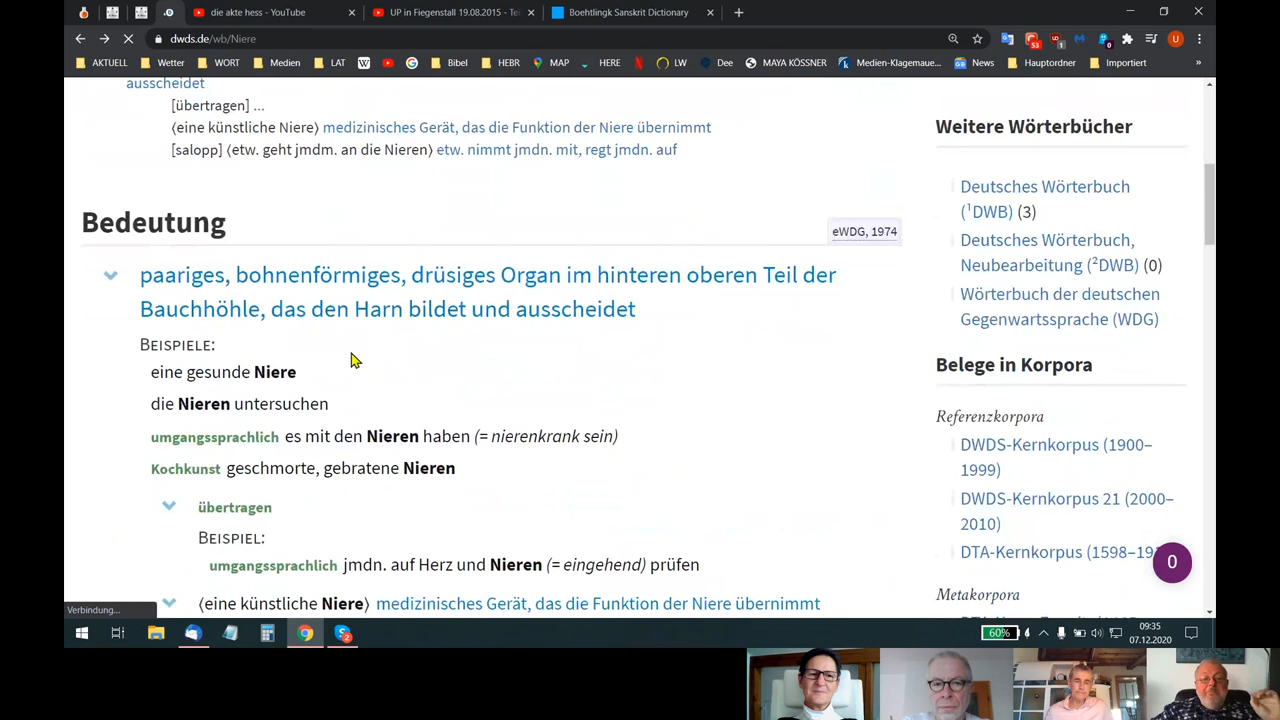 die akte hess - YouTube
UP in Fiegenstall 19.08.2015 - Tei
Boehtlingk Sanskrit Dictionary
dwds.de/wb/Niere
53
1
0
U
AKTUELL
Wetter
WORT
Medien
LAT
W
Bibel
HEBR
MAP
HERE
LW
Dee
MAYA KÖSSNER
Medien-Klagemaue...
News
Hauptordner
Importiert
»
ausscheidet
[übertragen] ...
⟨eine künstliche Niere⟩ medizinisches Gerät, das die Funktion der Niere übernimmt
[salopp] ⟨etw. geht jmdm. an die Nieren⟩ etw. nimmt jmdn. mit, regt jmdn. auf
Bedeutung
eWDG, 1974
paariges, bohnenförmiges, drüsiges Organ im hinteren oberen Teil der
Bauchhöhle, das den Harn bildet und ausscheidet
BEISPIELE:
eine gesunde Niere
die Nieren untersuchen
umgangssprachlich es mit den Nieren haben (= nierenkrank sein)
Kochkunst geschmorte, gebratene Nieren
übertragen
BEISPIEL:
umgangssprachlich jmdn. auf Herz und Nieren (= eingehend) prüfen
⟨eine künstliche Niere⟩ medizinisches Gerät, das die Funktion der Niere übernimmt
Weitere Wörterbücher
Deutsches Wörterbuch
(¹DWB) (3)
Deutsches Wörterbuch,
Neubearbeitung (²DWB) (0)
Wörterbuch der deutschen
Gegenwartssprache (WDG)
Belege in Korpora
Referenzkorpora
DWDS-Kernkorpus (1900–
1999)
DWDS-Kernkorpus 21 (2000–
2010)
DTA-Kernkorpus (1598–19
0
Metakorpora
Verbindung...
60%
09:35
07.12.2020